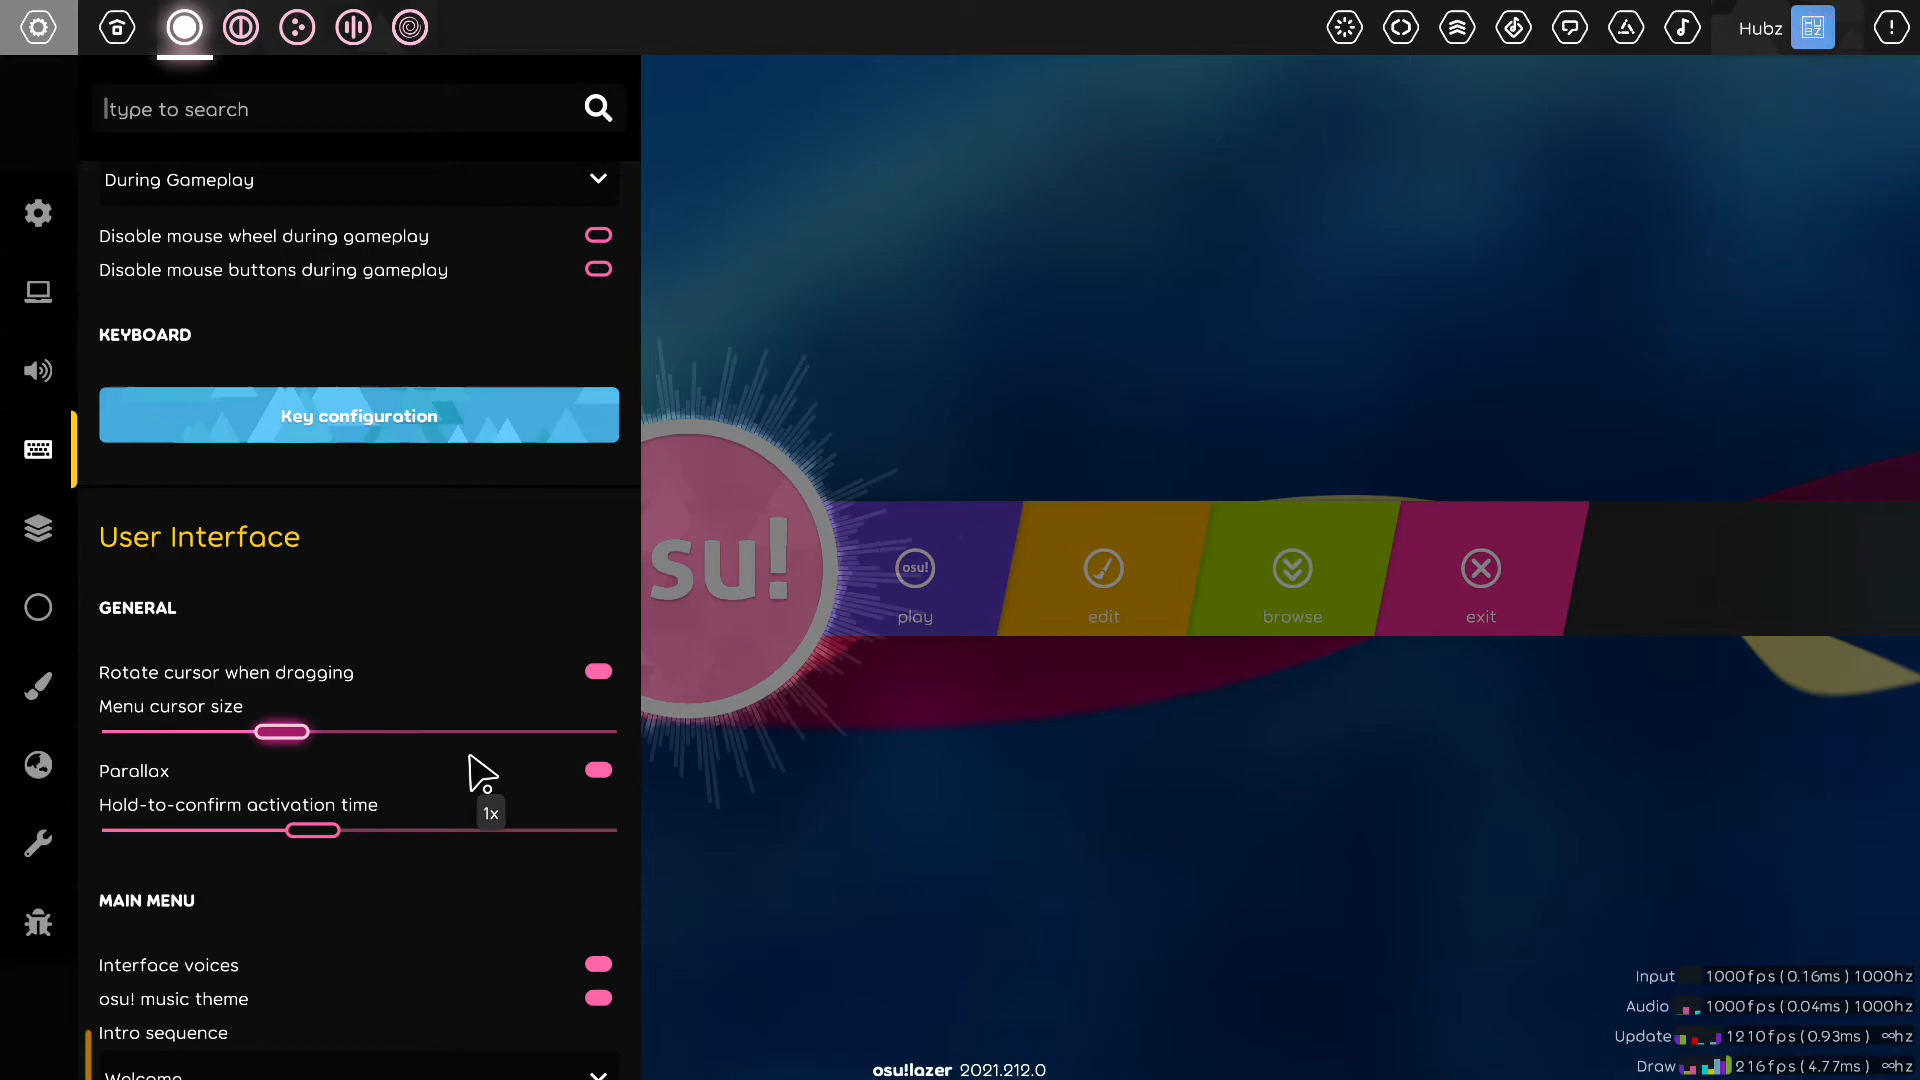 Hubz
HU
BZ
type to search
During Gameplay
Disable mouse wheel during gameplay
Disable mouse buttons during gameplay
KEYBOARD
Key configuration
User Interface
GENERAL
Rotate cursor when dragging
Menu cursor size
Parallax
Hold-to-confirm activation time
1x
MAIN MENU
Interface voices
osu! music theme
Intro sequence
Welcome
su!
osu!
play
edit
browse
exit
Input 1000fps (0.16ms) 1000hz
Audio 1000fps (0.04ms) 1000hz
Update 1210fps (0.93ms) ∞hz
Draw 216fps (4.77ms) ∞hz
osu!lazer 2021.212.0